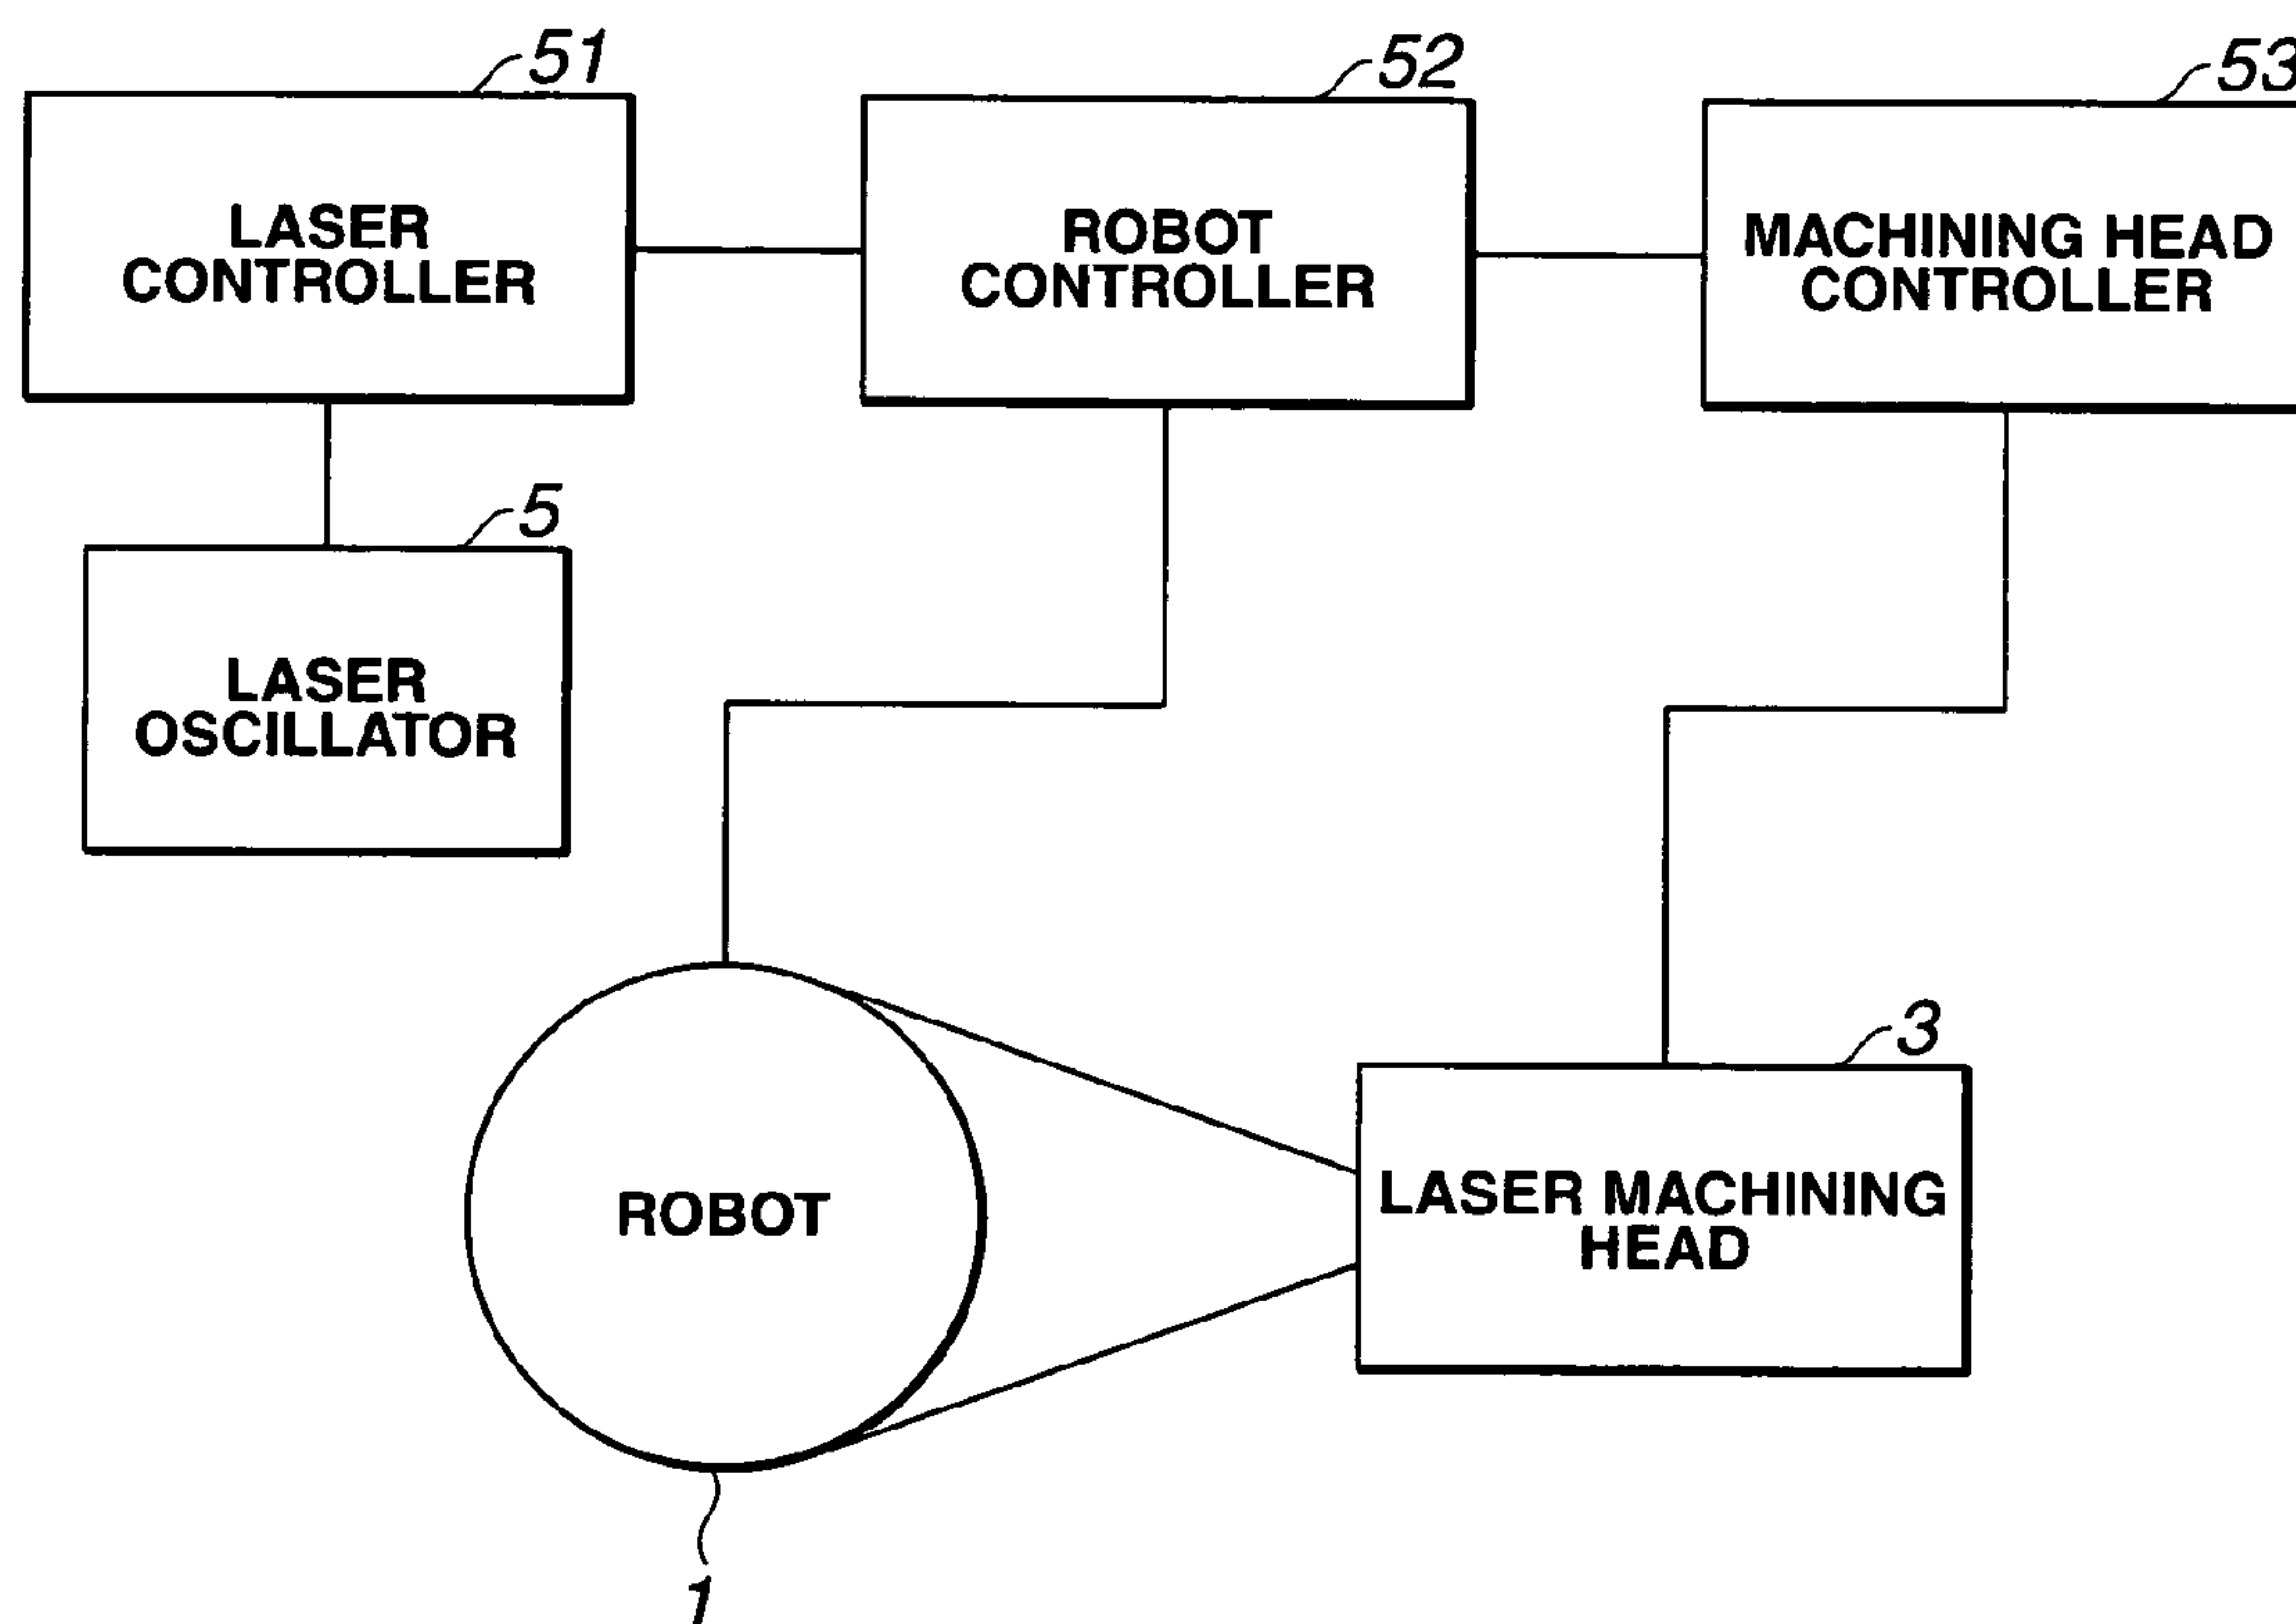 51
52
53
LASER
CONTROLLER
ROBOT
CONTROLLER
MACHINING HEAD
CONTROLLER
5
LASER
OSCILLATOR
3
ROBOT
LASER MACHINING
HEAD
1